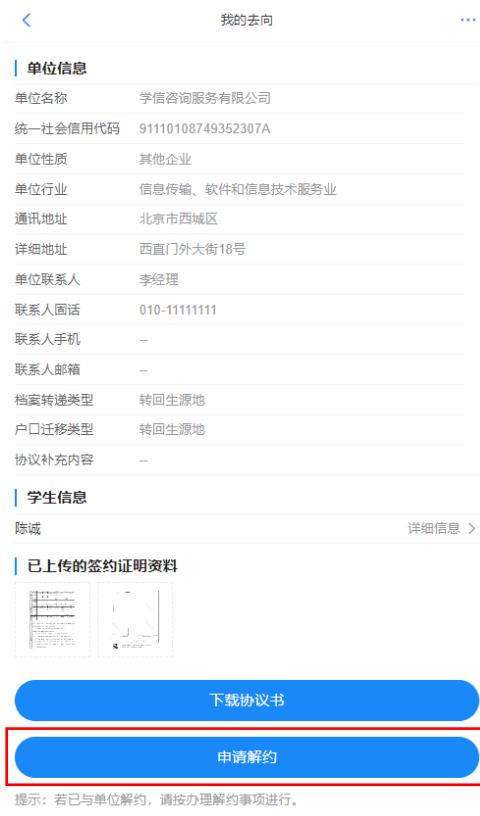 我的去向
单位信息
单位名称 学信咨询服务有限公司
统一社会信用代码 91110108749352307A
单位性质 其他企业
单位行业 信息传输、软件和信息技术服务业
通讯地址 北京市西城区
详细地址 西直门外大街18号
单位联系人 李经理
联系人固话 010-11111111
联系人手机 --
联系人邮箱 --
档案转递类型 转回生源地
户口迁移类型 转回生源地
协议补充内容 --
学生信息
陈诚 详细信息
已上传的签约证明资料
下载协议书
申请解约
提示：若已与单位解约，请按办理解约事项进行。